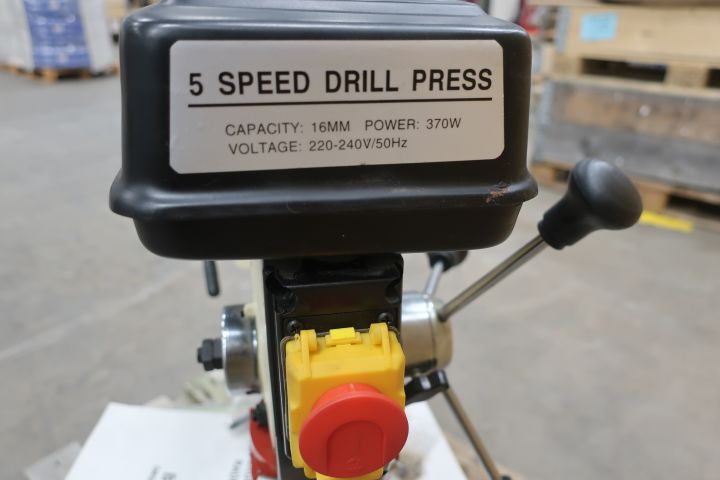 5 SPEED DRILL PRESS
CAPACITY: 16MM POWER: 370W
VOLTAGE: 220-240V/50Hz